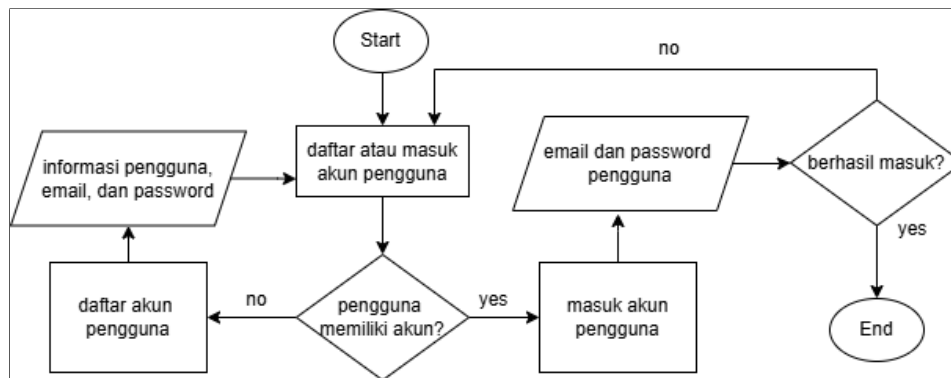 Start
no
daftar atau masuk
akun pengguna
informasi pengguna,
email, dan password
email dan password
pengguna
berhasil masuk?
yes
daftar akun
pengguna
no
pengguna
memiliki akun?
yes
masuk akun
pengguna
End